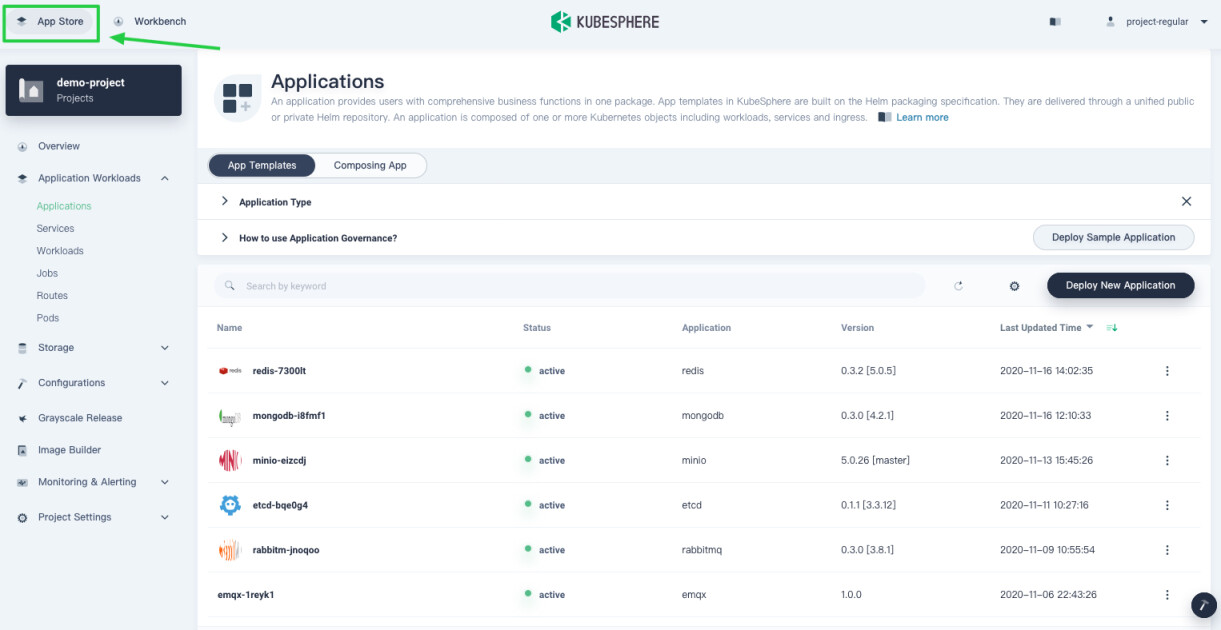 App Store
Workbench
KUBESPHERE
project-regular
demo-project
Projects
Overview
Application Workloads
Applications
Services
Workloads
Jobs
Routes
Pods
Storage
Configurations
Grayscale Release
Image Builder
Monitoring & Alerting
Project Settings
Applications
An application provides users with comprehensive business functions in one package. App templates in KubeSphere are built on the Helm packaging specification. They are delivered through a unified public
or private Helm repository. An application is composed of one or more Kubernetes objects including workloads, services and ingress. Learn more
App Templates Composing App
Application Type
How to use Application Governance? Deploy Sample Application
Search by keyword Deploy New Application
Name Status Application Version Last Updated Time
redis redis-7300lt active redis 0.3.2 [5.0.5] 2020-11-16 14:02:35
mongodb-i8fmf1 active mongodb 0.3.0 [4.2.1] 2020-11-16 12:10:33
minio-eizcdj active minio 5.0.26 [master] 2020-11-13 15:45:26
etcd-bqe0g4 active etcd 0.1.1 [3.3.12] 2020-11-11 10:27:16
rabbitm-jnoqoo active rabbitmq 0.3.0 [3.8.1] 2020-11-09 10:55:54
emqx-1reyk1 active emqx 1.0.0 2020-11-06 22:43:26